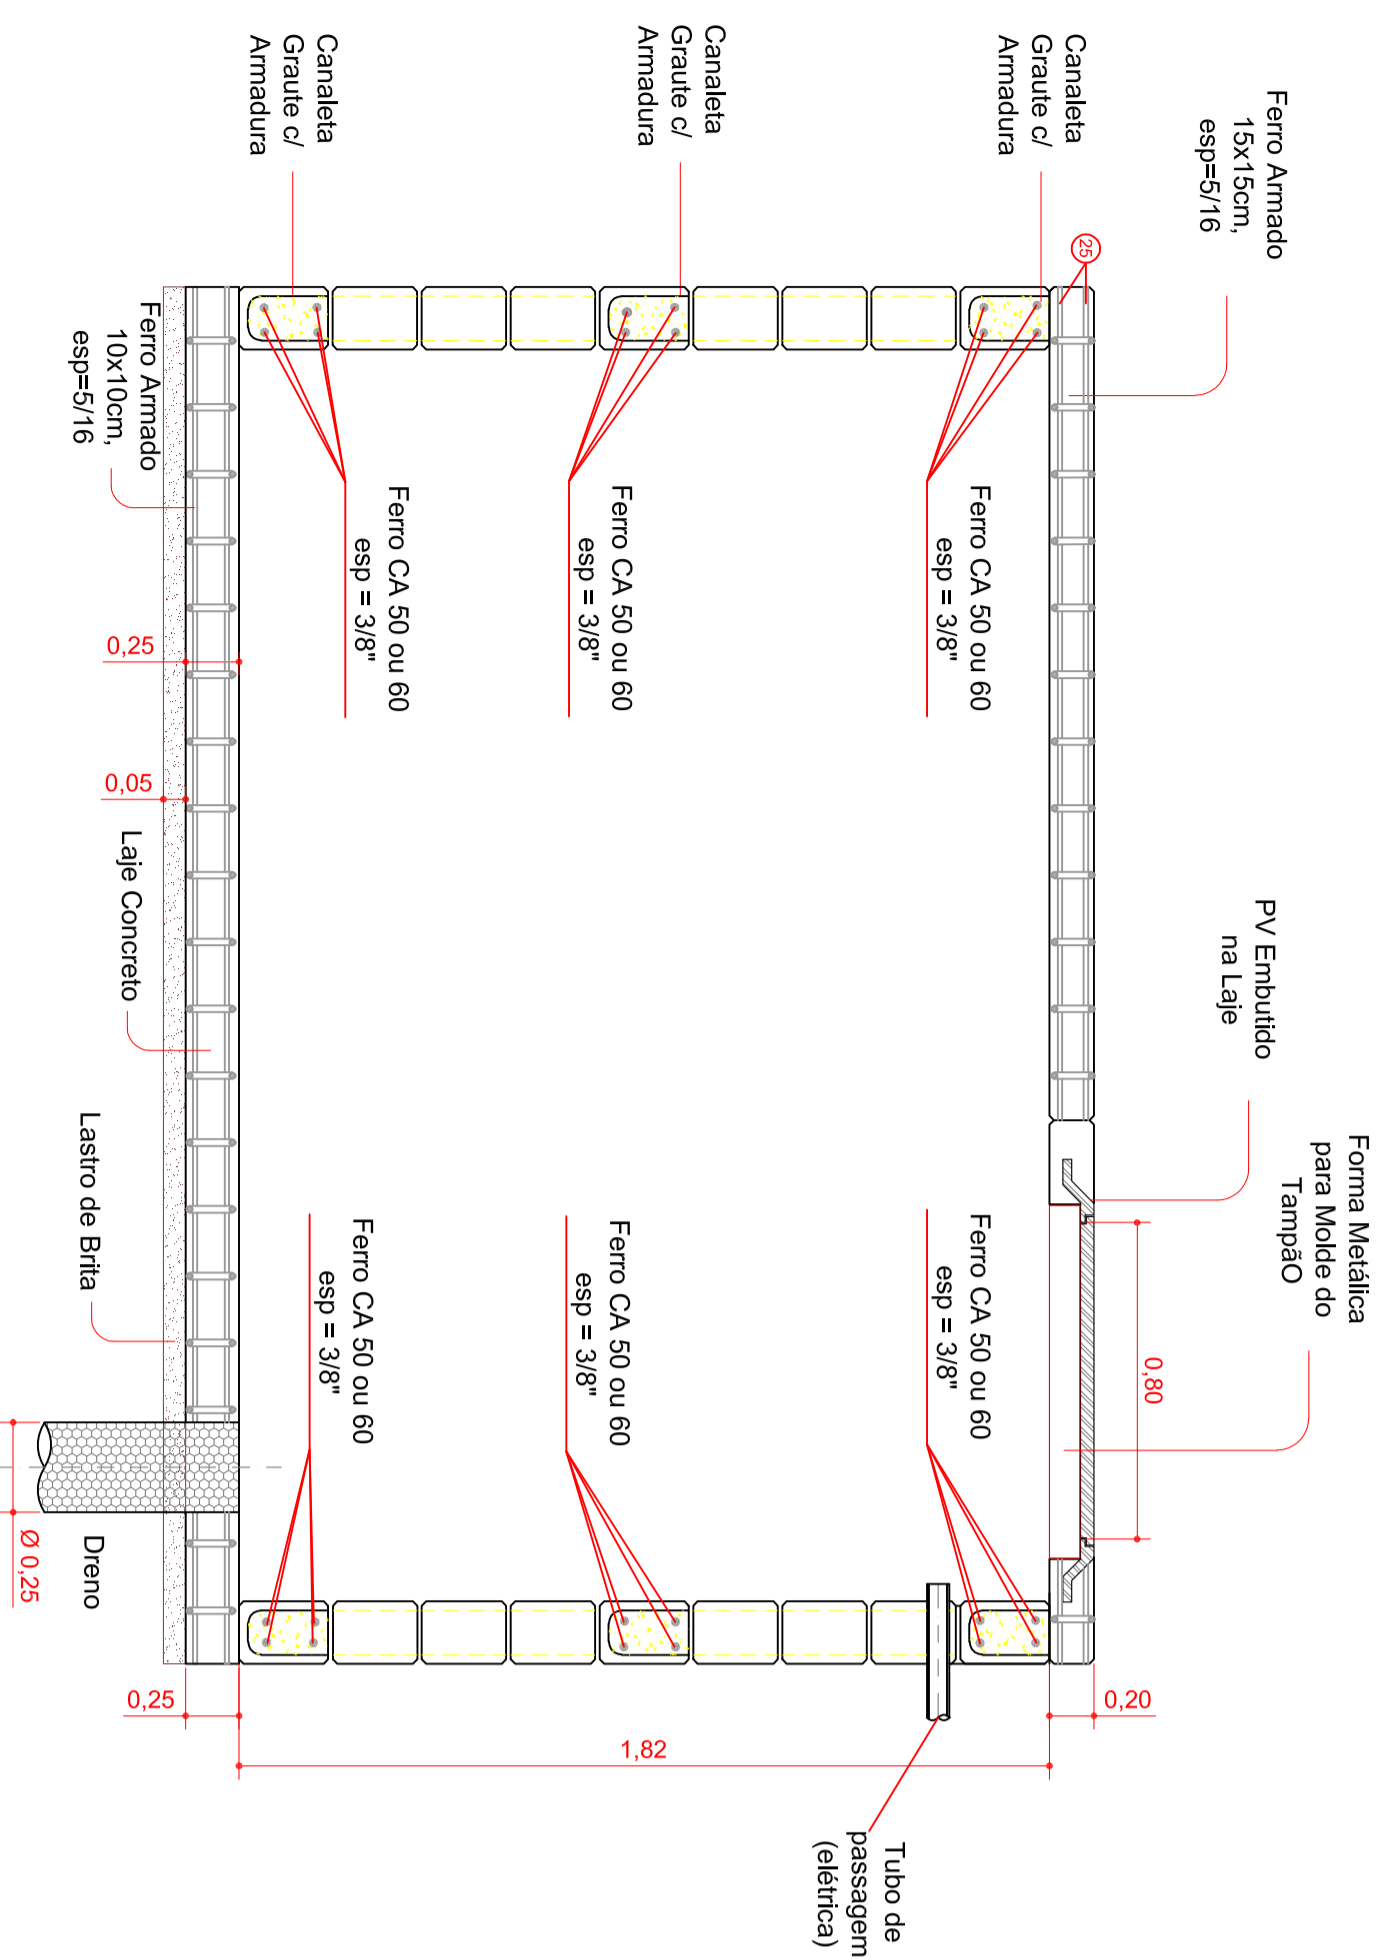 Forma Metálica
para Molde do
TampãO
PV Embutido
na Laje
Ferro Armado
15x15cm,
esp=5/16
0,80
25
Canaleta
Graute c/
Armadura
Ferro CA 50 ou 60
esp = 3/8"
Ferro CA 50 ou 60
esp = 3/8"
0,20
Tubo de
passagem
(elétrica)
Canaleta
Graute c/
Armadura
Ferro CA 50 ou 60
esp = 3/8"
Ferro CA 50 ou 60
esp = 3/8"
1,82
Canaleta
Graute c/
Armadura
Ferro CA 50 ou 60
esp = 3/8"
Ferro CA 50 ou 60
esp = 3/8"
0,25
Ferro Armado
10x10cm,
esp=5/16
0,25
0,05
Laje Concreto
Lastro de Brita
Dreno
Ø 0,25